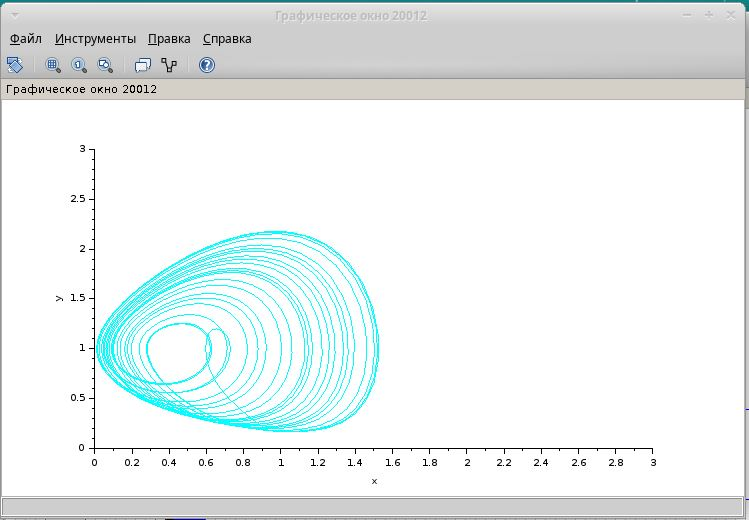 Графическое окно 20012
Файл Инструменты Правка Справка
Графическое окно 20012
3
2.5
2
y
1.5
1
0.5
0
0 0.2 0.4 0.6 0.8 1 1.2 1.4 1.6 1.8 2 2.2 2.4 2.6 2.8 3
x